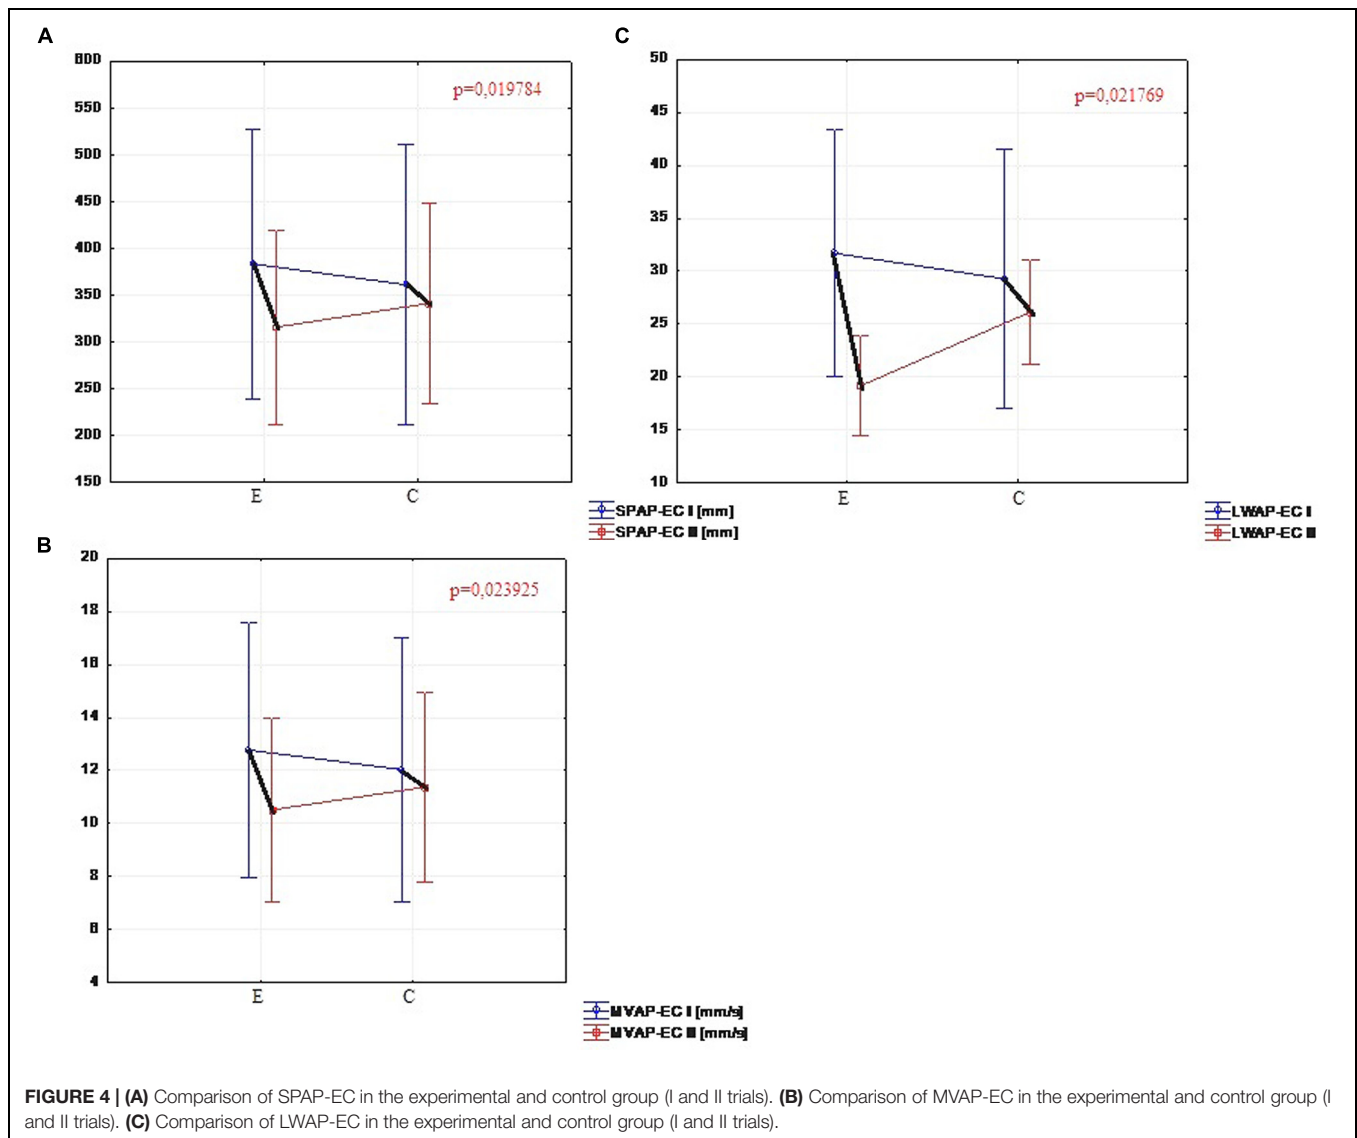 A
600
550
500
450
400
350
300
250
200
150
p=0,019784
E C
SPAP-EC I [mm]
SPAP-EC II [mm]
C
50
45
40
35
30
25
20
15
10
p=0,021769
E C
LWAP-EC I
LWAP-EC II
B
20
18
16
14
12
10
8
6
4
p=0,023925
E C
MVAP-EC I [mm/s]
MVAP-EC II [mm/s]
FIGURE 4 | (A) Comparison of SPAP-EC in the experimental and control group (I and II trials). (B) Comparison of MVAP-EC in the experimental and control group (I
and II trials). (C) Comparison of LWAP-EC in the experimental and control group (I and II trials).